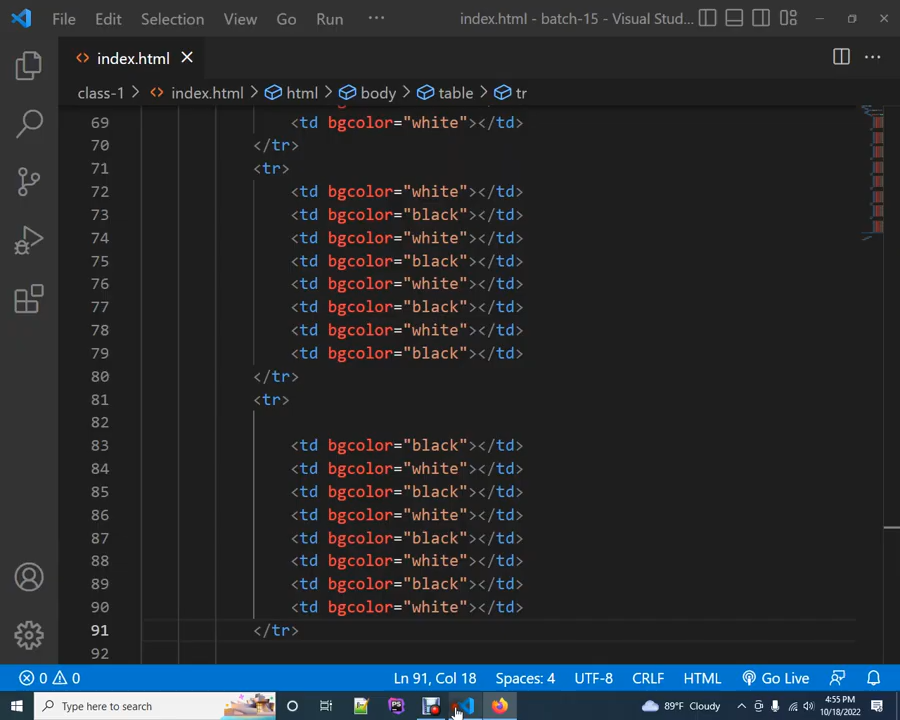 File Edit Selection View Go Run ··· index.html - batch-15 - Visual Stud...
index.html
class-1 > index.html > html > body > table > tr
69 <td bgcolor="white"></td>
70 </tr>
71 <tr>
72 <td bgcolor="white"></td>
73 <td bgcolor="black"></td>
74 <td bgcolor="white"></td>
75 <td bgcolor="black"></td>
76 <td bgcolor="white"></td>
77 <td bgcolor="black"></td>
78 <td bgcolor="white"></td>
79 <td bgcolor="black"></td>
80 </tr>
81 <tr>
82
83 <td bgcolor="black"></td>
84 <td bgcolor="white"></td>
85 <td bgcolor="black"></td>
86 <td bgcolor="white"></td>
87 <td bgcolor="black"></td>
88 <td bgcolor="white"></td>
89 <td bgcolor="black"></td>
90 <td bgcolor="white"></td>
91 </tr>
92
0 0 Ln 91, Col 18 Spaces: 4 UTF-8 CRLF HTML Go Live
Type here to search PS 89°F Cloudy 4:55 PM
10/18/2022